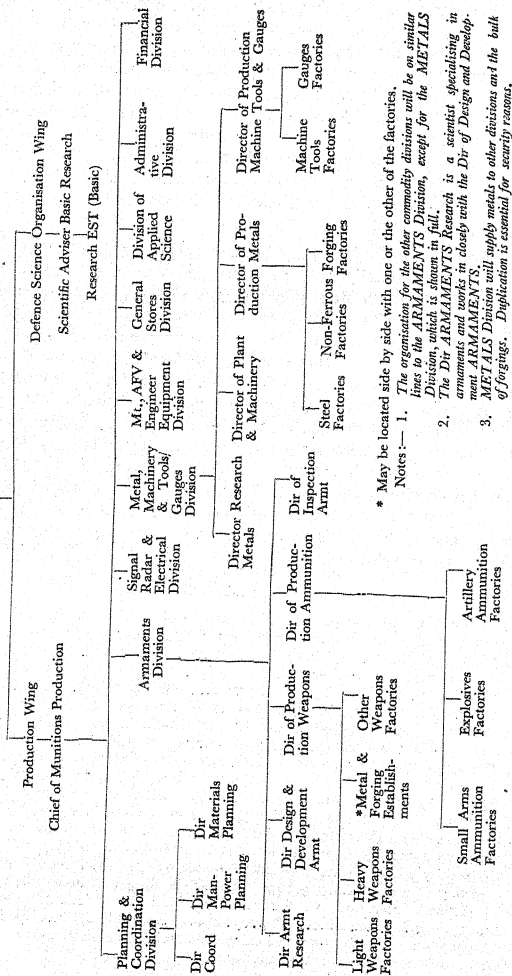 Production Wing
Chief of Munitions Production
Defence Science Organisation Wing
Scientific Adviser Basic Research
Research EST (Basic)
Planning &
Coordination
Division
Armaments
Division
Signal
Radar &
Electrical
Division
Metal,
Machinery
& Tools/
Gauges
Division
Mt., AFV &
Engineer
Equipment
Division
General
Stores
Division
Division of
Applied
Science
Administra-
tive
Division
Financial
Division
Dir
Coord
Dir
Man-
Power
Planning
Dir
Materials
Planning
Director Research
Metals
Director of Plant
& Machinery
Director of Pro-
duction Metals
Director of Production
Machine Tools & Gauges
Steel
Factories
Non-Ferrous Forging
Factories Factories
Machine
Tools
Factories
Gauges
Factories
Dir Armt
Research
Dir Design &
Development
Armt
Dir of Produc-
tion Weapons
Dir of Produc-
tion Ammunition
Dir of
Inspection
Armt
Light
Weapons
Factories
Heavy
Weapons
Factories
*Metal &
Forging
Establish-
ments
Other
Weapons
Factories
Small Arms
Ammunition
Factories
Explosives
Factories
Artillery
Ammunition
Factories
* May be located side by side with one or the other of the factories.
Notes :— 1. The organisation for the other commodity divisions will be on similar
lines to the ARMAMENTS Division, except for the METALS
Division, which is shown in full.
2. The Dir ARMAMENTS Research is a scientist specialising in
armaments and works in closely with the Dir of Design and Develop-
ment ARMAMENTS.
3. METALS Division will supply metals to other divisions and the bulk
of forgings. Duplication is essential for security reasons.